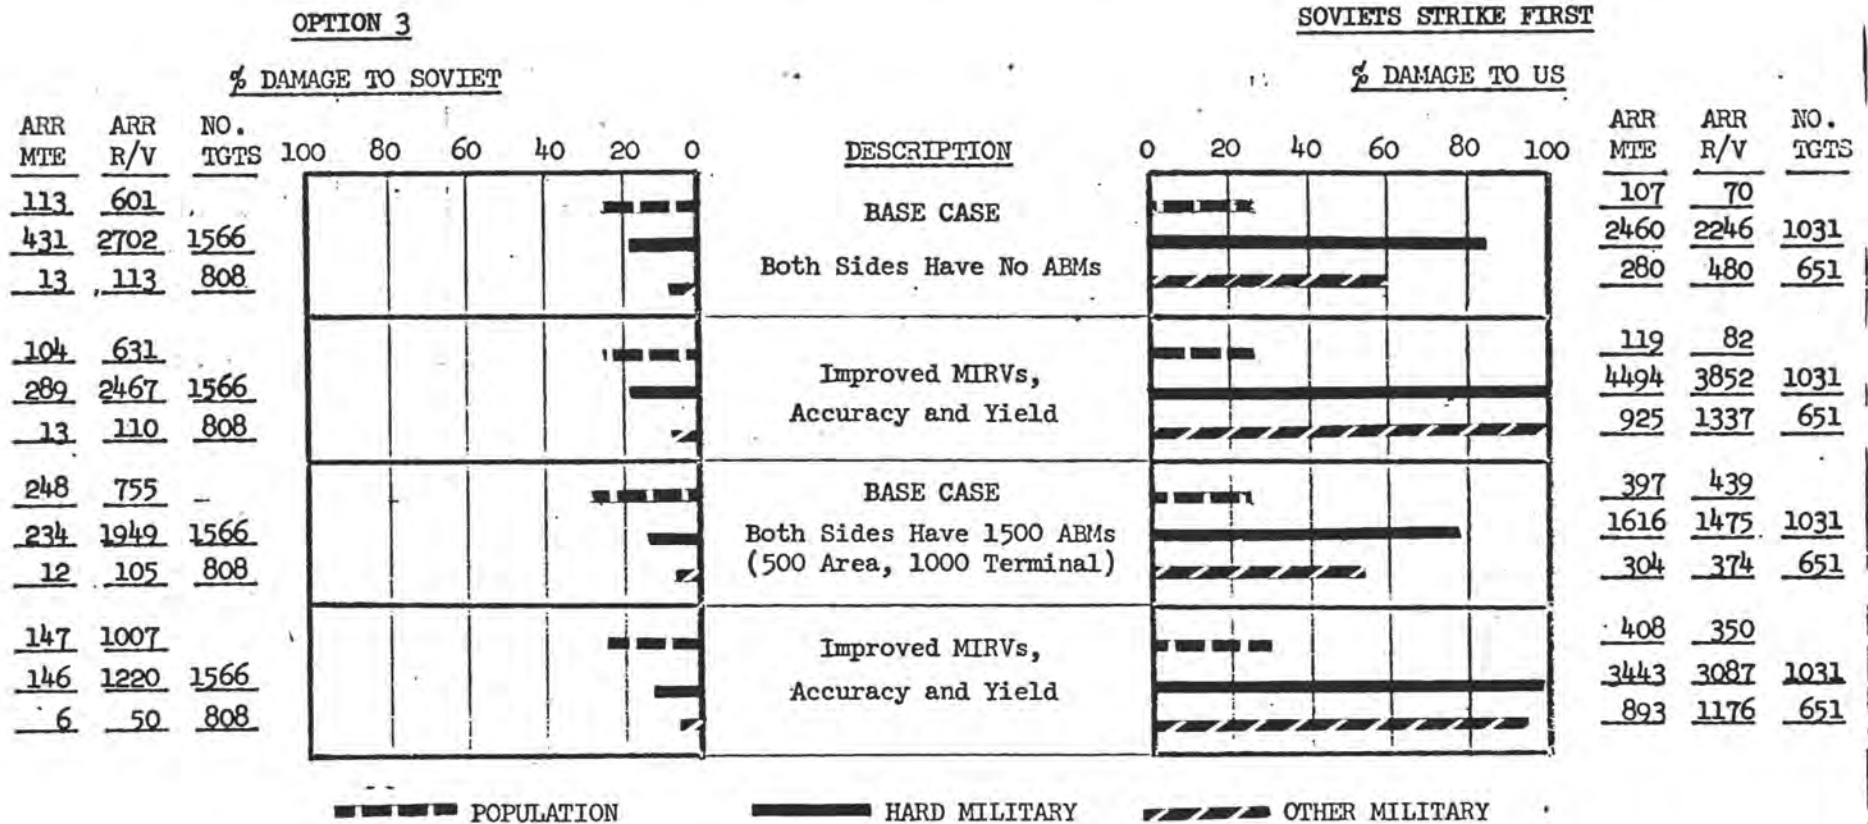 OPTION 3
SOVIETS STRIKE FIRST
% DAMAGE TO SOVIET
% DAMAGE TO US
ARR MTE ARR R/V NO. TGTS 100 80 60 40 20 0 DESCRIPTION 0 20 40 60 80 100 ARR MTE ARR R/V NO. TGTS
113 601
431 2702 1566
13 113 808
BASE CASE
Both Sides Have No ABMs
107 70
2460 2246 1031
280 480 651
104 631
289 2467 1566
13 110 808
Improved MIRVs,
Accuracy and Yield
119 82
4494 3852 1031
925 1337 651
248 755
234 1949 1566
12 105 808
BASE CASE
Both Sides Have 1500 ABMs
(500 Area, 1000 Terminal)
397 439
1616 1475 1031
304 374 651
147 1007
146 1220 1566
6 50 808
Improved MIRVs,
Accuracy and Yield
408 350
3443 3087 1031
893 1176 651
POPULATION HARD MILITARY OTHER MILITARY